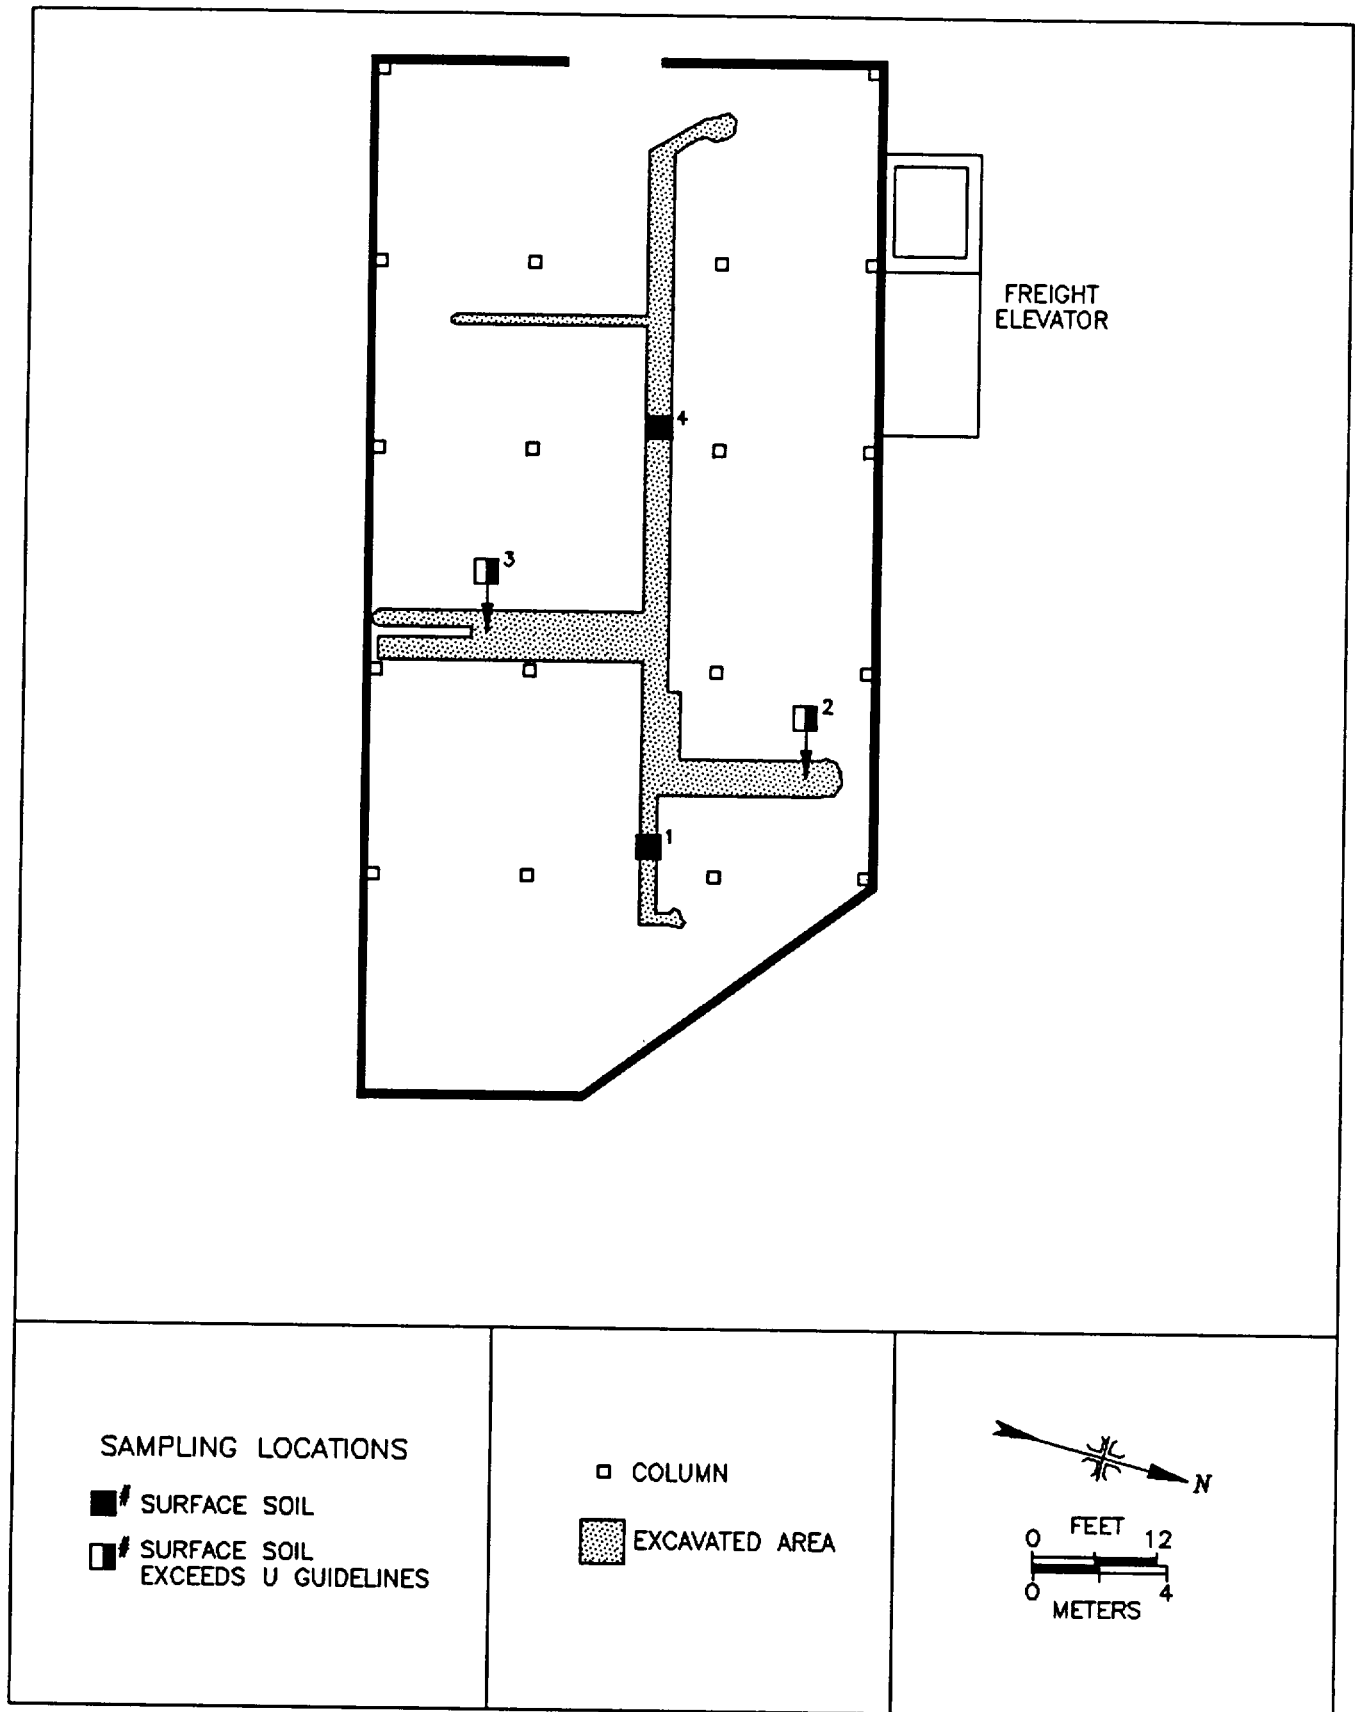 FREIGHT
ELEVATOR
4
3
2
1
SAMPLING LOCATIONS
# SURFACE SOIL
# SURFACE SOIL
EXCEEDS U GUIDELINES
COLUMN
EXCAVATED AREA
N
FEET
0 12
0 4
METERS